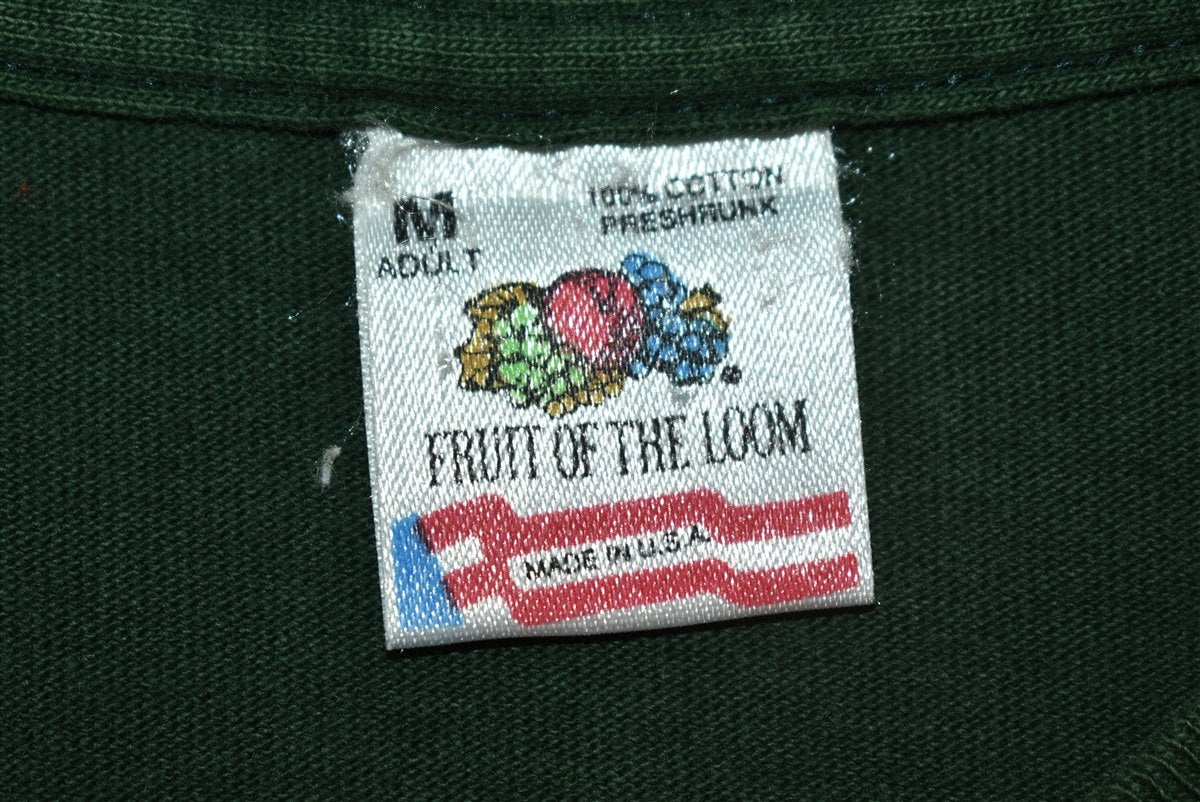 M
ADULT
100% COTTON
PRESHRUNK
FRUIT OF THE LOOM
MADE IN U.S.A.